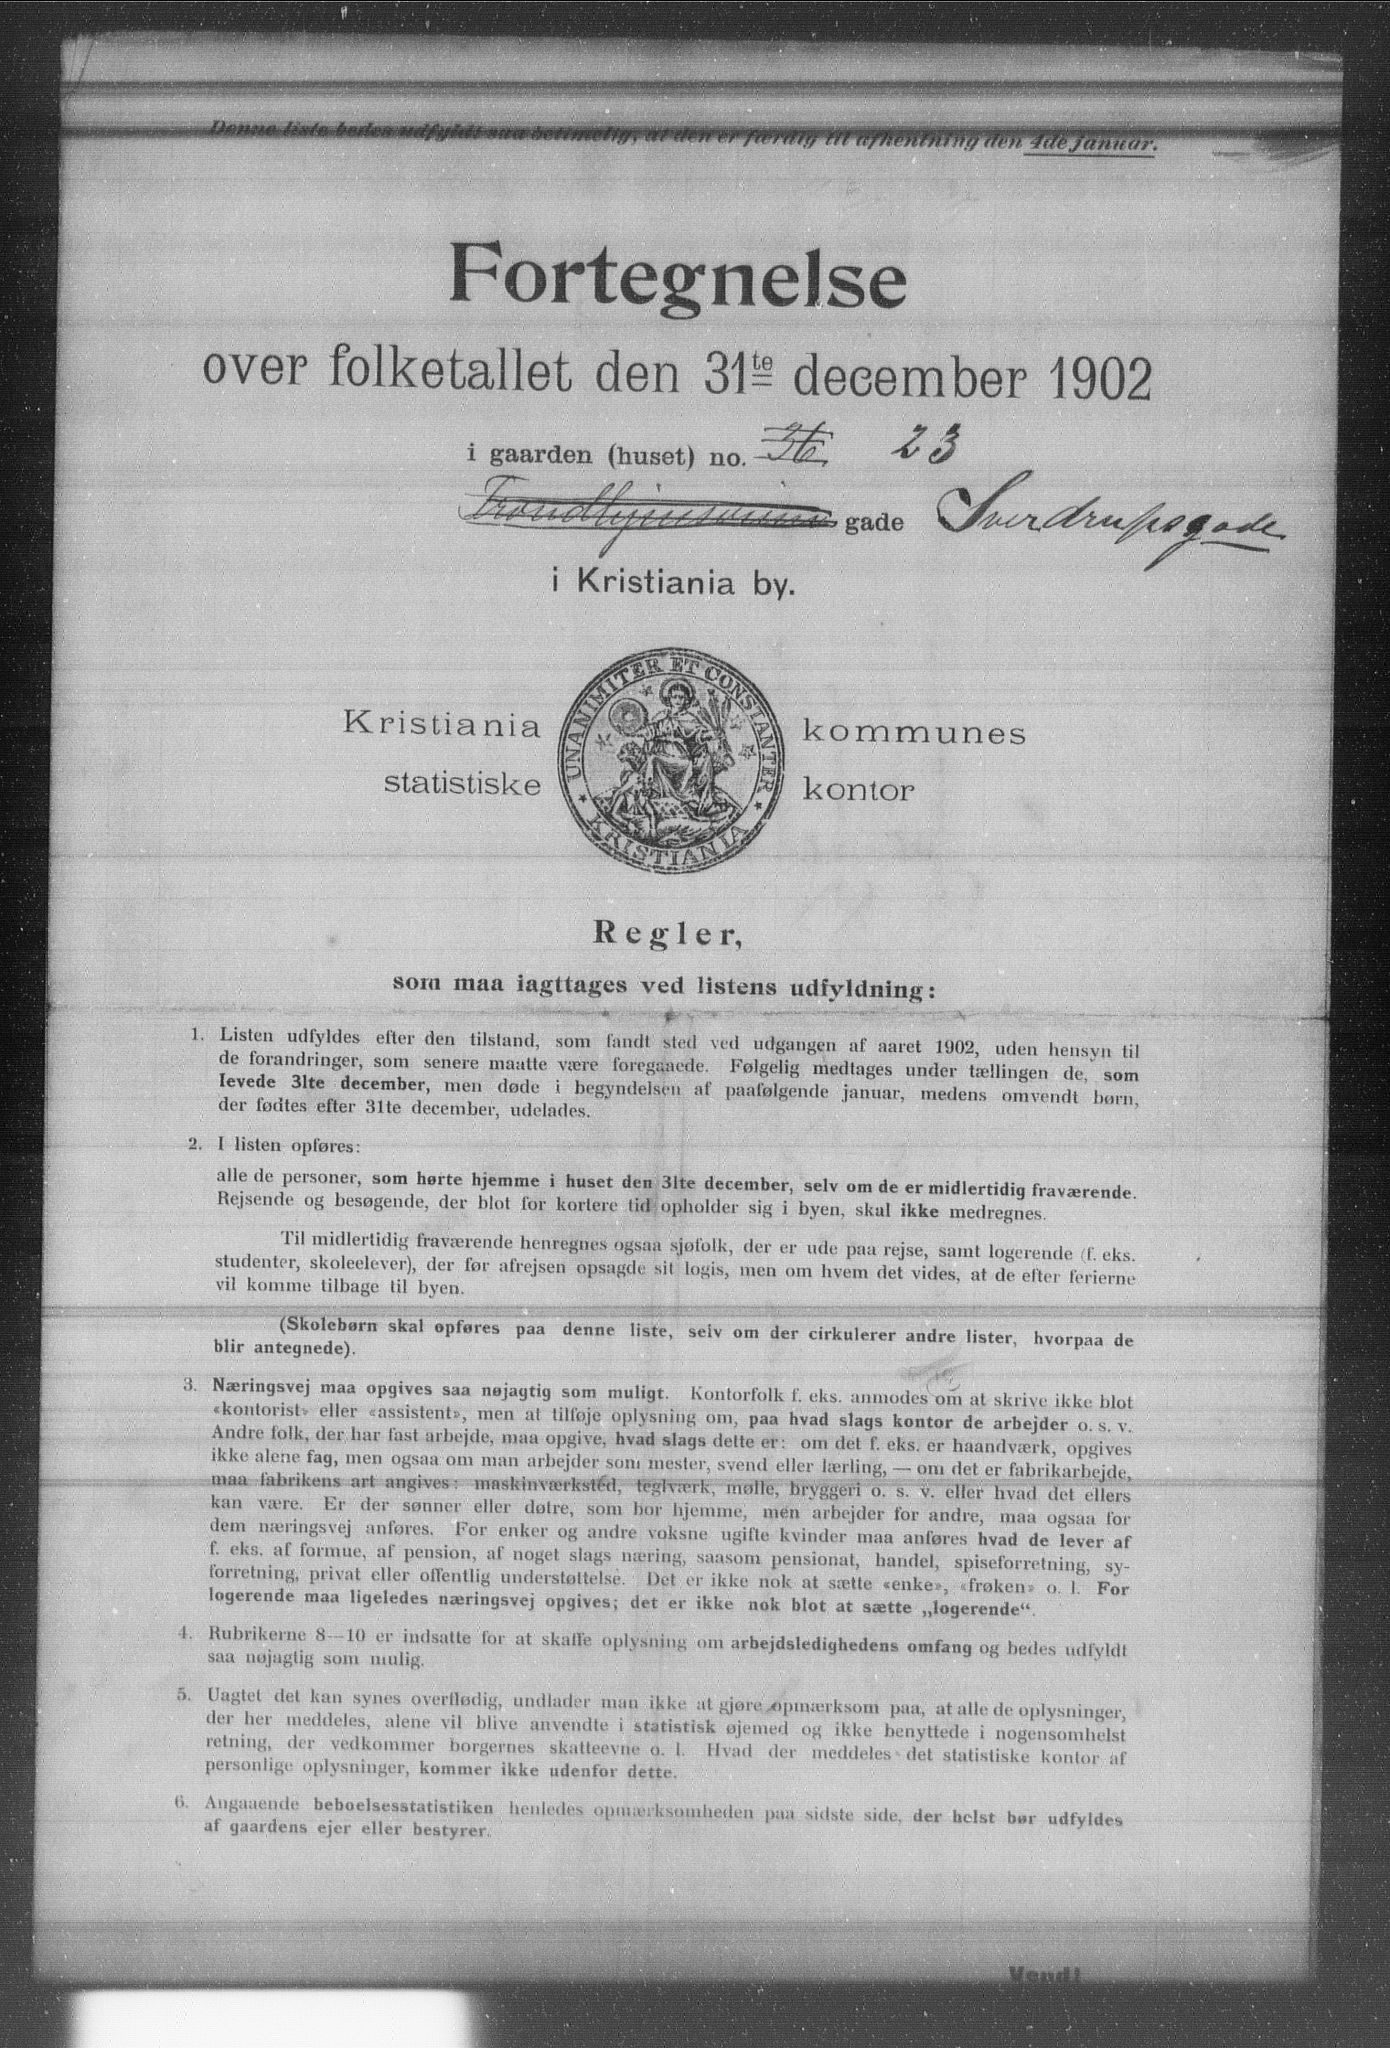 Denne liste bedes udfyldt saa betimelig, at den er færdig til afhentning den 4de januar.
Fortegnelse
over folketallet den 31te december 1902
i gaarden (huset) no. 23
Trondhjemsveiens gade Sverdrupsgade
i Kristiania by.
UNANIMITER ET CONSTANTER
KRISTIANIA
Kristiania kommunes
statistiske kontor
Regler,
som maa iagttages ved listens udfyldning:
1. Listen udfyldes efter den tilstand, som fandt sted ved udgangen af aaret 1902, uden hensyn til
de forandringer, som senere maatte være foregaaede. Følgelig medtages under tællingen de, som
levede 31te december, men døde i begyndelsen af paafølgende januar, medens omvendt børn,
der fødtes efter 31te december, udelades.
2. I listen opføres:
alle de personer, som hørte hjemme i huset den 31te december, selv om de er midlertidig fraværende.
Rejsende og besøgende, der blot for kortere tid opholder sig i byen, skal ikke medregnes.
Til midlertidig fraværende henregnes ogsaa sjøfolk, der er ude paa rejse, samt logerende (f. eks.
studenter, skoleelever), der før afrejsen opsagde sit logis, men om hvem det vides, at de efter ferierne
vil komme tilbage til byen.
(Skolebørn skal opføres paa denne liste, selv om der cirkulerer andre lister, hvorpaa de
blir antegnede).
3. Næringsvej maa opgives saa nøjagtig som muligt. Kontorfolk f. eks. anmodes om at skrive ikke blot
«kontorist» eller «assistent», men at tilføje oplysning om, paa hvad slags kontor de arbejder o. s. v.
Andre folk, der har fast arbejde, maa opgive, hvad slags dette er: om det f. eks. er haandværk, opgives
ikke alene fag, men ogsaa om man arbejder som mester, svend eller lærling, — om det er fabrikarbejde,
maa fabrikens art angives: maskinværksted, teglværk, mølle, bryggeri o. s. v. eller hvad det ellers
kan være. Er der sønner eller døtre, som bor hjemme, men arbejder for andre, maa ogsaa for
dem næringsvej anføres. For enker og andre voksne ugifte kvinder maa anføres hvad de lever af
f. eks. af formue, af pension, af noget slags næring, saasom pensionat, handel, spiseforretning, sy-
forretning, privat eller offentlig understøttelse. Det er ikke nok at sætte «enke», «frøken» o. l. For
logerende maa ligeledes næringsvej opgives; det er ikke nok blot at sætte „logerende“.
4. Rubrikerne 8—10 er indsatte for at skaffe oplysning om arbejdsledighedens omfang og bedes udfyldt
saa nøjagtig som mulig.
5. Uagtet det kan synes overflødig, undlader man ikke at gjøre opmærksom paa, at alle de oplysninger,
der her meddeles, alene vil blive anvendte i statistisk øjemed og ikke benyttede i nogensomhelst
retning, der vedkommer borgernes skatteevne o. l. Hvad der meddeles det statistiske kontor af
personlige oplysninger, kommer ikke udenfor dette.
6. Angaaende beboelsesstatistiken henledes opmærksomheden paa sidste side, der helst bør udfyldes
af gaardens ejer eller bestyrer.
Vend!